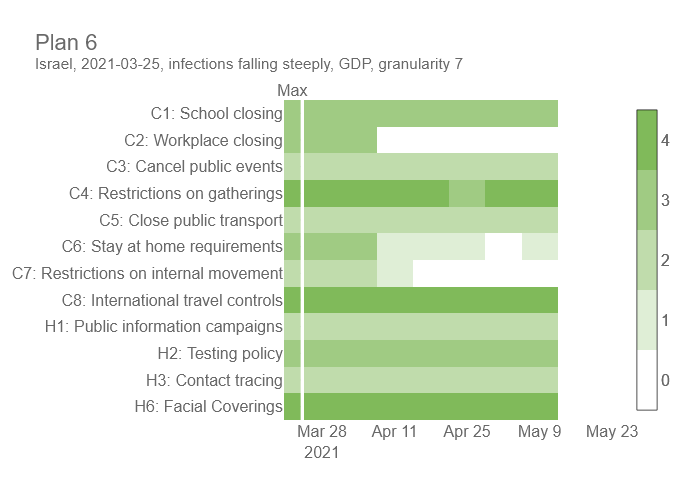 Plan 6
Israel, 2021-03-25, infections falling steeply, GDP, granularity 7
Max
C1: School closing
C2: Workplace closing
C3: Cancel public events
C4: Restrictions on gatherings
C5: Close public transport
C6: Stay at home requirements
C7: Restrictions on internal movement
C8: International travel controls
H1: Public information campaigns
H2: Testing policy
H3: Contact tracing
H6: Facial Coverings
Mar 28 Apr 11 Apr 25 May 9 May 23
2021
4
3
2
1
0